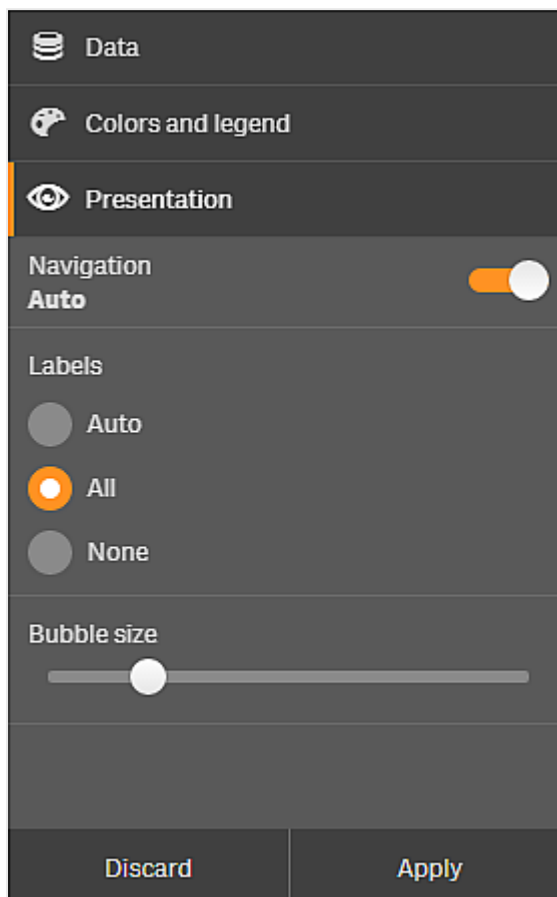 Data
Colors and legend
Presentation
Navigation
Auto
Labels
Auto
All
None
Bubble size
Discard
Apply